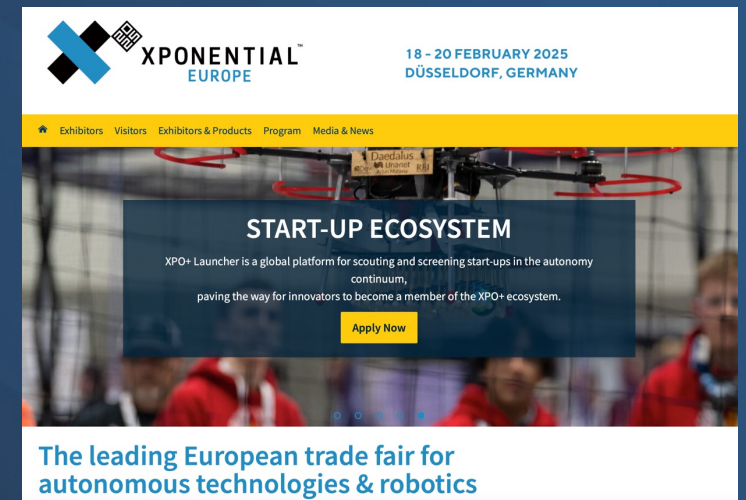 XPONENTIAL™
EUROPE
18 - 20 FEBRUARY 2025
DÜSSELDORF, GERMANY
Exhibitors Visitors Exhibitors & Products Program Media & News
Daedalus
Unanet
START-UP ECOSYSTEM
XPO+ Launcher is a global platform for scouting and screening start-ups in the autonomy
continuum,
paving the way for innovators to become a member of the XPO+ ecosystem.
Apply Now
The leading European trade fair for
autonomous technologies & robotics